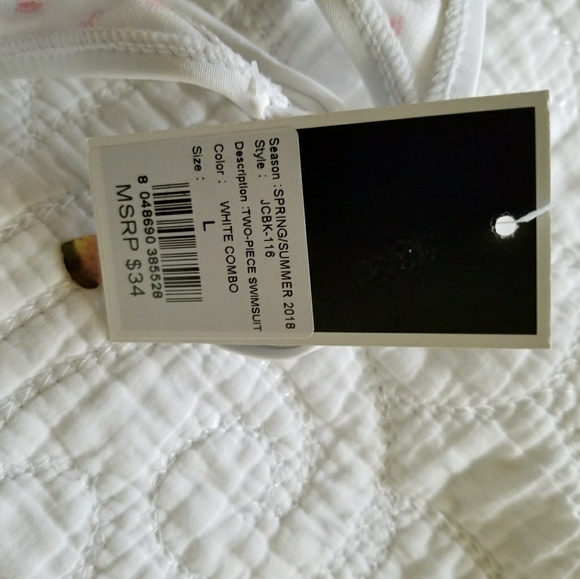 Season :SPRING/SUMMER 2018
Style : JCBK-116
Description :TWO-PIECE SWIMSUIT
Color : WHITE COMBO
Size : L
8 048690 385528
MSRP $34